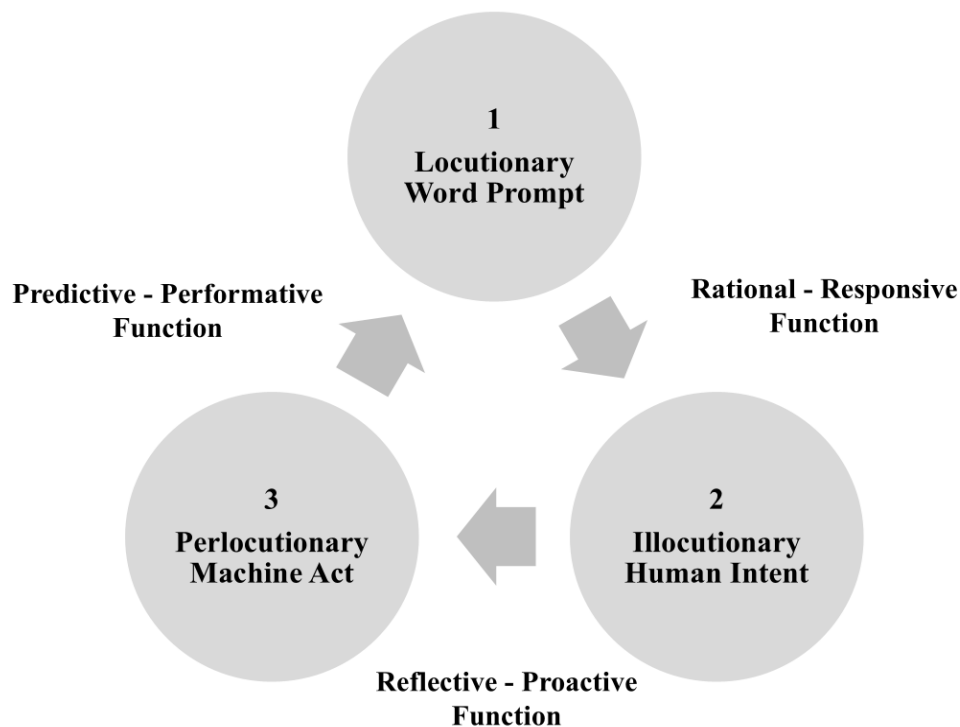 1
Locutionary
Word Prompt
Predictive - Performative
Function
Rational - Responsive
Function
3
Perlocutionary
Machine Act
2
Illocutionary
Human Intent
Reflective - Proactive
Function